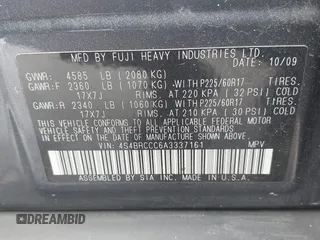 MFD BY FUJI HEAVY INDUSTRIES LTD.
DATE: 10/09
GVWR: 4585 LB (2080 KG)
GAWR:F 2360 LB (1070 KG) WITH P225/60R17 TIRES,
17X7J RIMS, AT 220 KPA ( 32 PSI) COLD
GAWR:R 2340 LB (1060 KG) WITH P225/60R17 TIRES,
17X7J RIMS, AT 210 KPA ( 30 PSI) COLD
THIS VEHICLE CONFORMS TO ALL APPLICABLE
FEDERAL MOTOR VEHICLE SAFETY STANDARDS
IN EFFECT ON THE DATE OF MANUFACTURE SHOWN ABOVE.
VIN: 4S4BRCCC6A3337161 MPV
ASSEMBLED BY SIA INC. MADE IN U.S.A.
AUTOBIDMASTER